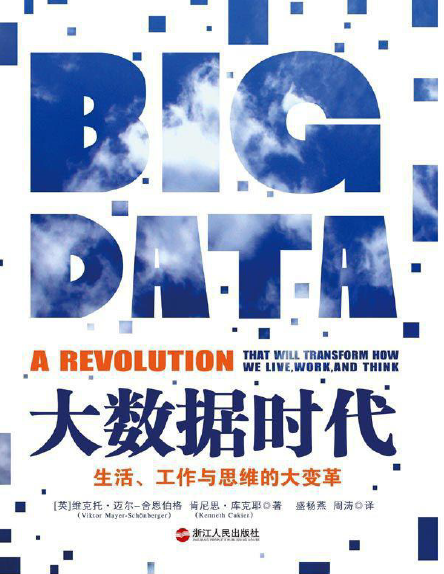 BIG
DATA
A REVOLUTION THAT WILL TRANSFORM HOW
WE LIVE,WORK,AND THINK
大数据时代
生活、工作与思维的大变革
[英]维克托·迈尔-舍恩伯格 肯尼思·库克耶◎著 盛杨燕 周涛◎译
(Viktor Mayer-Schönberger) (Kenneth Cukier)
浙江人民出版社